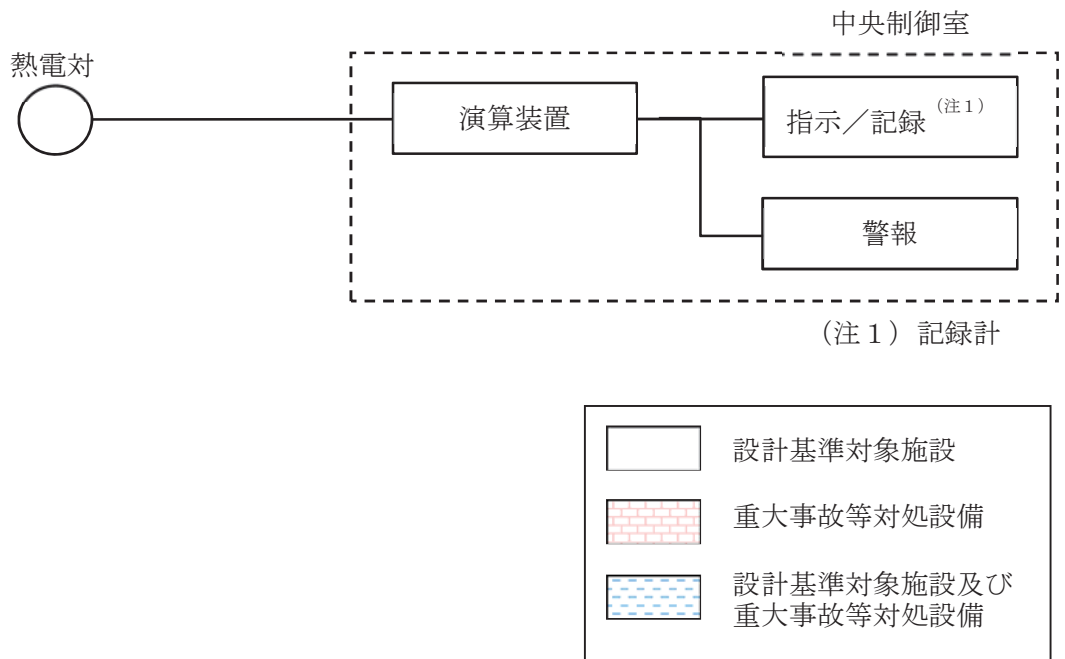 中央制御室
熱電対
演算装置
指示／記録（注１）
警報
（注１）記録計
設計基準対象施設
重大事故等対処設備
設計基準対象施設及び
重大事故等対処設備